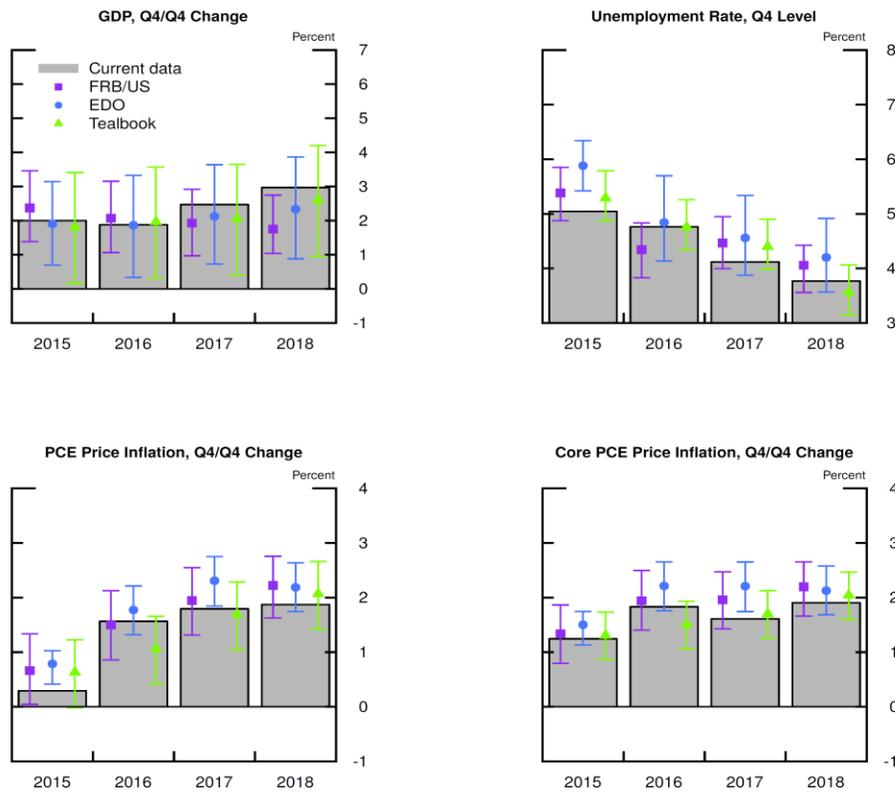 GDP, Q4/Q4 Change
Percent
7
6
5
4
3
2
1
0
-1
Current data
FRB/US
EDO
Tealbook
2015 2016 2017 2018
Unemployment Rate, Q4 Level
Percent
8
7
6
5
4
3
2015 2016 2017 2018
PCE Price Inflation, Q4/Q4 Change
Percent
4
3
2
1
0
-1
2015 2016 2017 2018
Core PCE Price Inflation, Q4/Q4 Change
Percent
4
3
2
1
0
-1
2015 2016 2017 2018